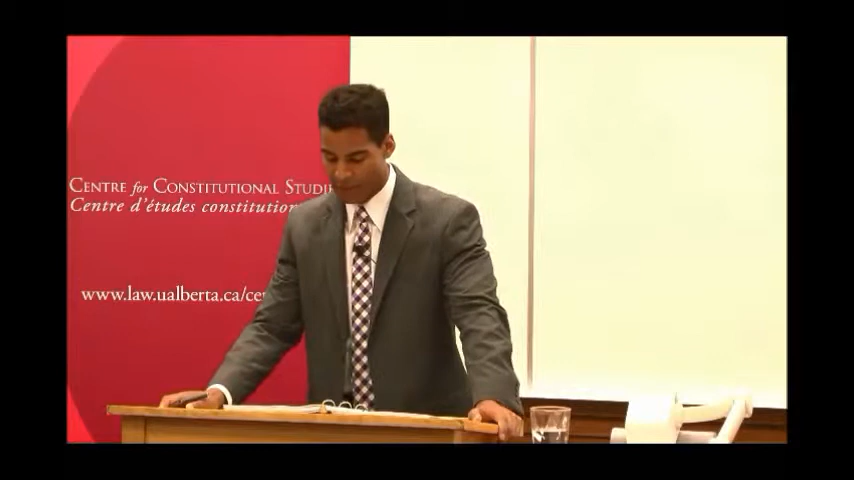 CENTRE for CONSTITUTIONAL STUDI
Centre d'études constitution
www.law.ualberta.ca/ce